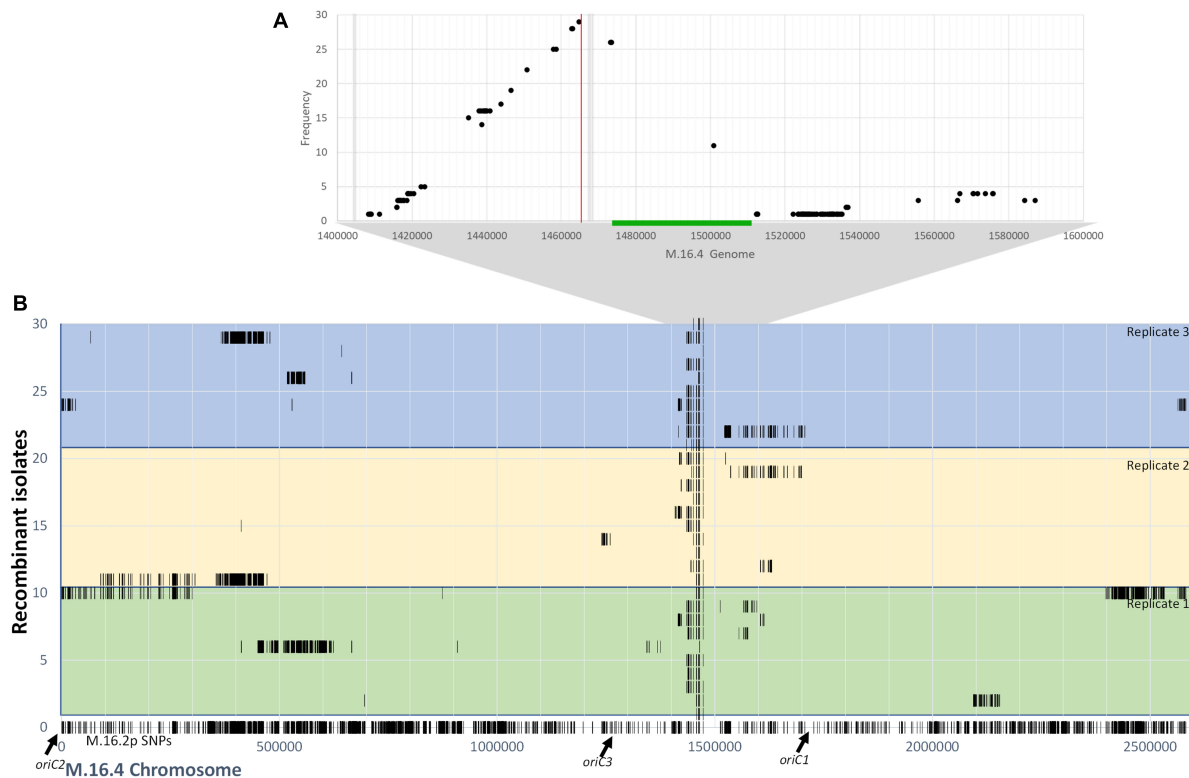 A
30
25
20
15
10
5
0
Frequency
1400000 1420000 1440000 1460000 1480000 1500000 1520000 1540000 1560000 1580000 1600000
M.16.4 Genome
B
30
25
20
15
10
5
0
Recombinant isolates
Replicate 3
Replicate 2
Replicate 1
M.16.2p SNPs
0 500000 1000000 1500000 2000000 2500000
oriC2 oriC3 oriC1
M.16.4 Chromosome